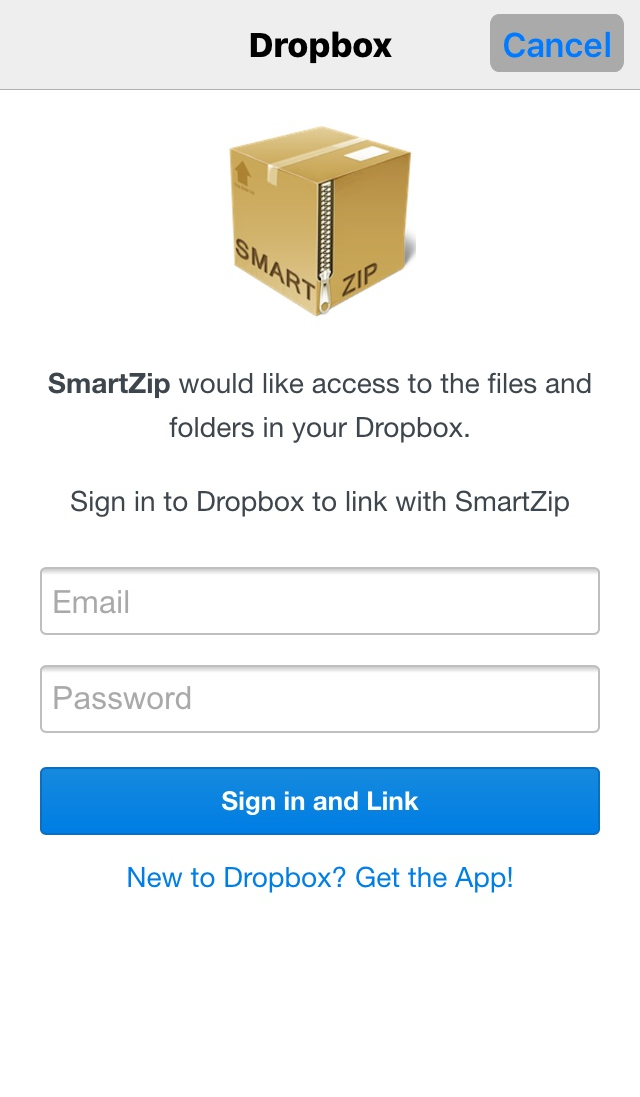 Dropbox
Cancel
SMART ZIP
SmartZip would like access to the files and
folders in your Dropbox.
Sign in to Dropbox to link with SmartZip
Email
Password
Sign in and Link
New to Dropbox? Get the App!